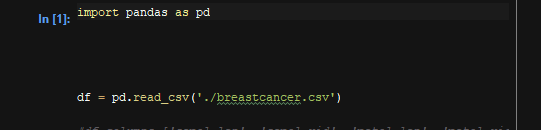 In [1]:
import pandas as pd
df = pd.read_csv('./breastcancer.csv')